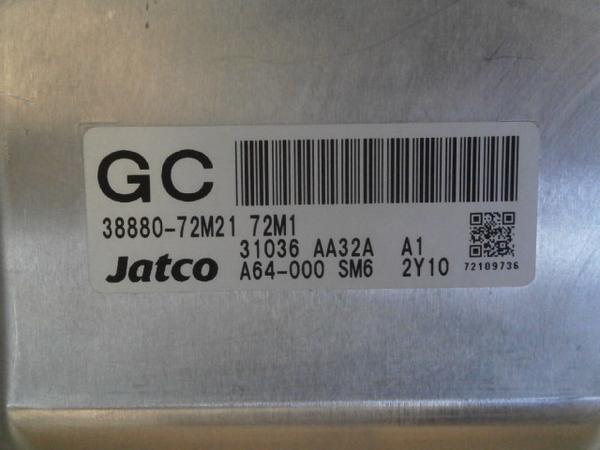 GC
38880-72M21 72M1
31036 AA32A A1
Jatco A64-000 SM6 2Y10
72109736